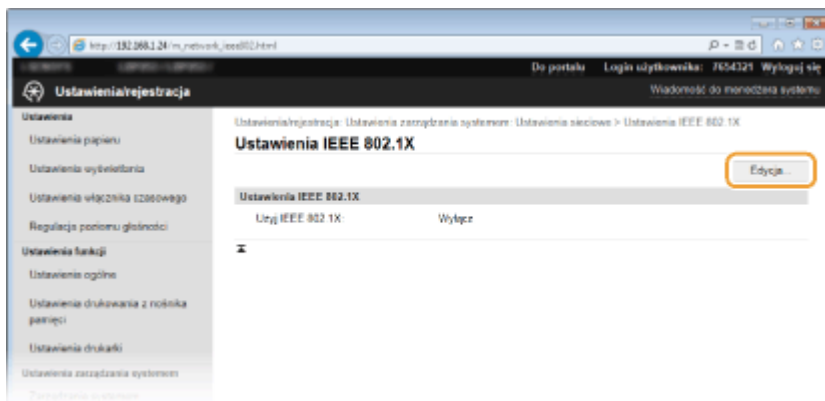 http://192.168.1.24/m_network_ieee802.html
Do portalu Login użytkownika: 7654321 Wyloguj się
Ustawienia/rejestracja
Wiadomość do menedżera systemu
Ustawienia
Ustawienia papieru
Ustawienia wyświetlania
Ustawienia włącznika czasowego
Regulacja poziomu głośności
Ustawienia funkcji
Ustawienia ogólne
Ustawienia drukowania z nośnika
pamięci
Ustawienia drukarki
Ustawienia zarządzania systemem
Zarządzanie systemem
Ustawienia/rejestracja: Ustawienia zarządzania systemem: Ustawienia sieciowe > Ustawienia IEEE 802.1X
Ustawienia IEEE 802.1X
Edycja...
Ustawienia IEEE 802.1X
Użyj IEEE 802.1X: Wyłącz